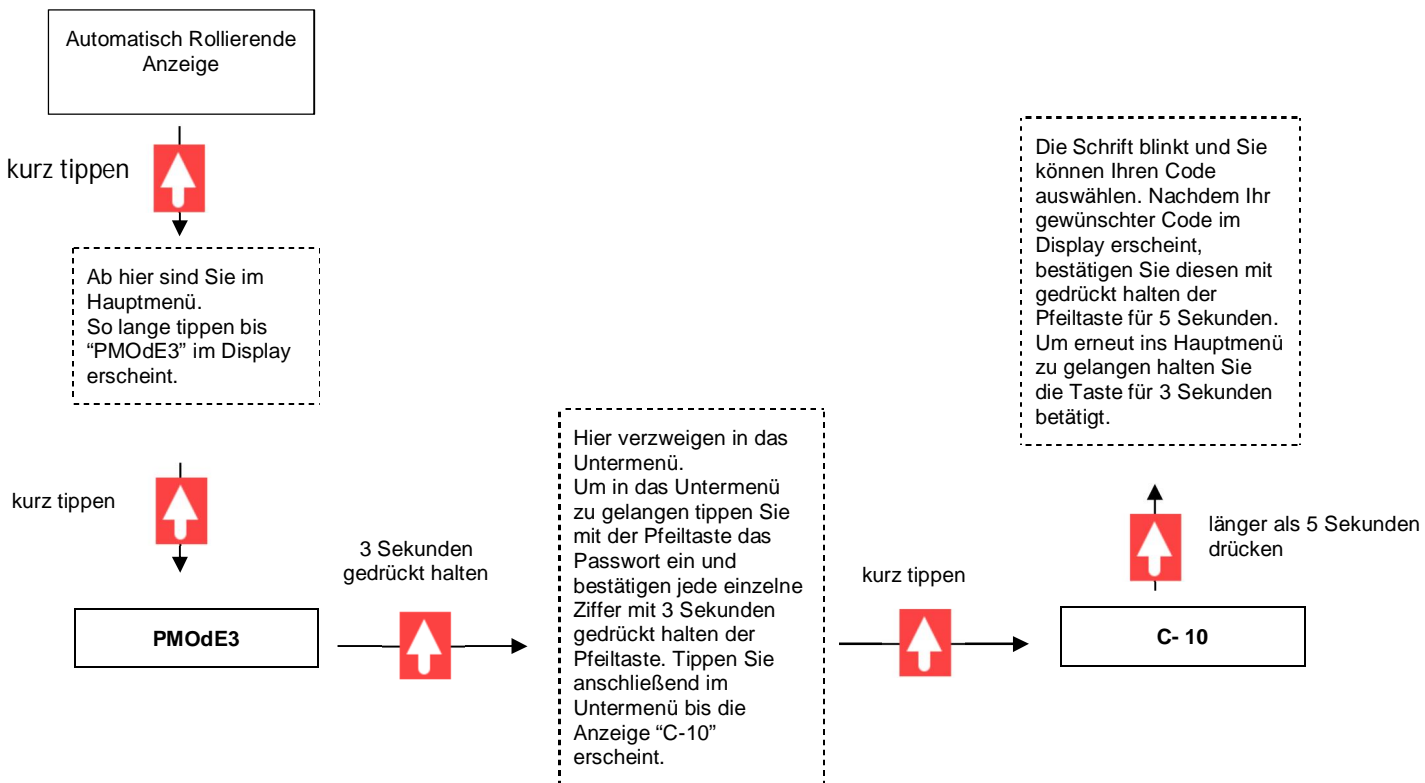 Automatisch Rollierende
Anzeige
kurz tippen
Ab hier sind Sie im
Hauptmenü.
So lange tippen bis
“PMOdE3” im Display
erscheint.
kurz tippen
PMOdE3
3 Sekunden
gedrückt halten
Hier verzweigen in das
Untermenü.
Um in das Untermenü
zu gelangen tippen Sie
mit der Pfeiltaste das
Passwort ein und
bestätigen jede einzelne
Ziffer mit 3 Sekunden
gedrückt halten der
Pfeiltaste. Tippen Sie
anschließend im
Untermenü bis die
Anzeige “C-10”
erscheint.
kurz tippen
C- 10
länger als 5 Sekunden
drücken
Die Schrift blinkt und Sie
können Ihren Code
auswählen. Nachdem Ihr
gewünschter Code im
Display erscheint,
bestätigen Sie diesen mit
gedrückt halten der
Pfeiltaste für 5 Sekunden.
Um erneut ins Hauptmenü
zu gelangen halten Sie
die Taste für 3 Sekunden
betätigt.